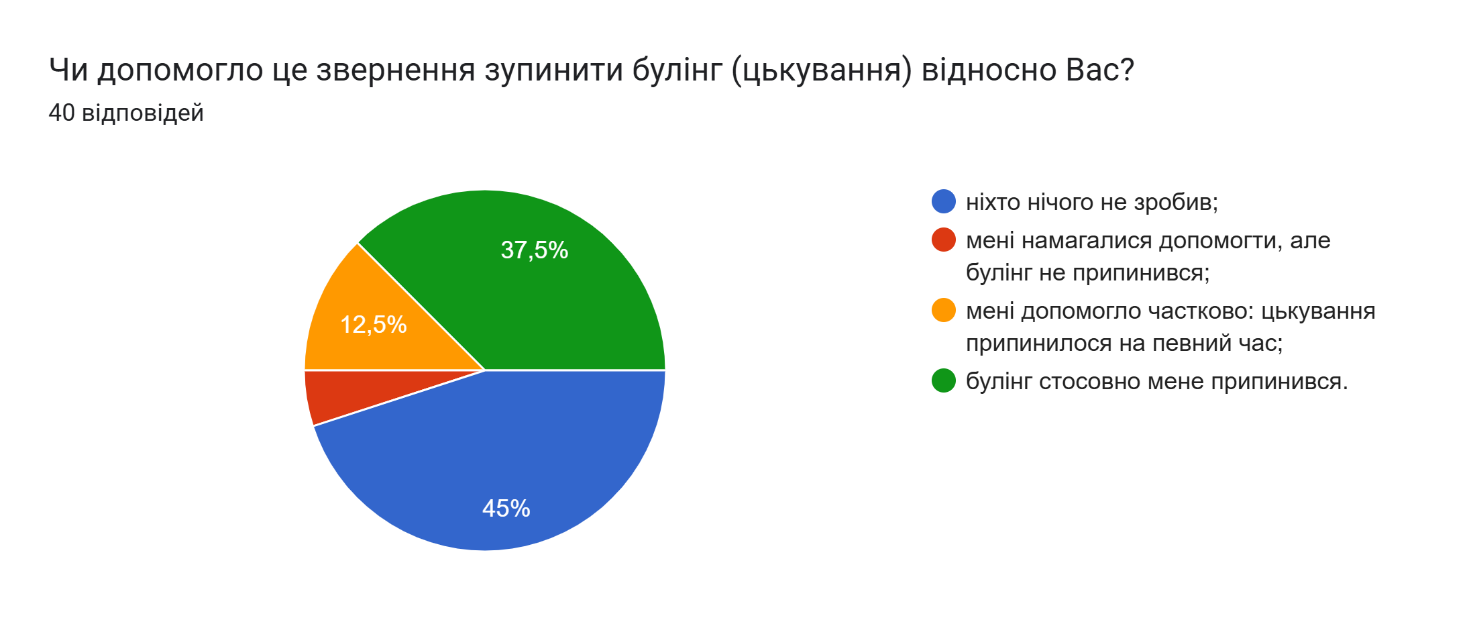 Чи допомогло це звернення зупинити булінг (цькування) відносно Вас?
40 відповідей
37,5%
12,5%
45%
ніхто нічого не зробив;
мені намагалися допомогти, але
булінг не припинився;
мені допомогло частково: цькування
припинилося на певний час;
булінг стосовно мене припинився.